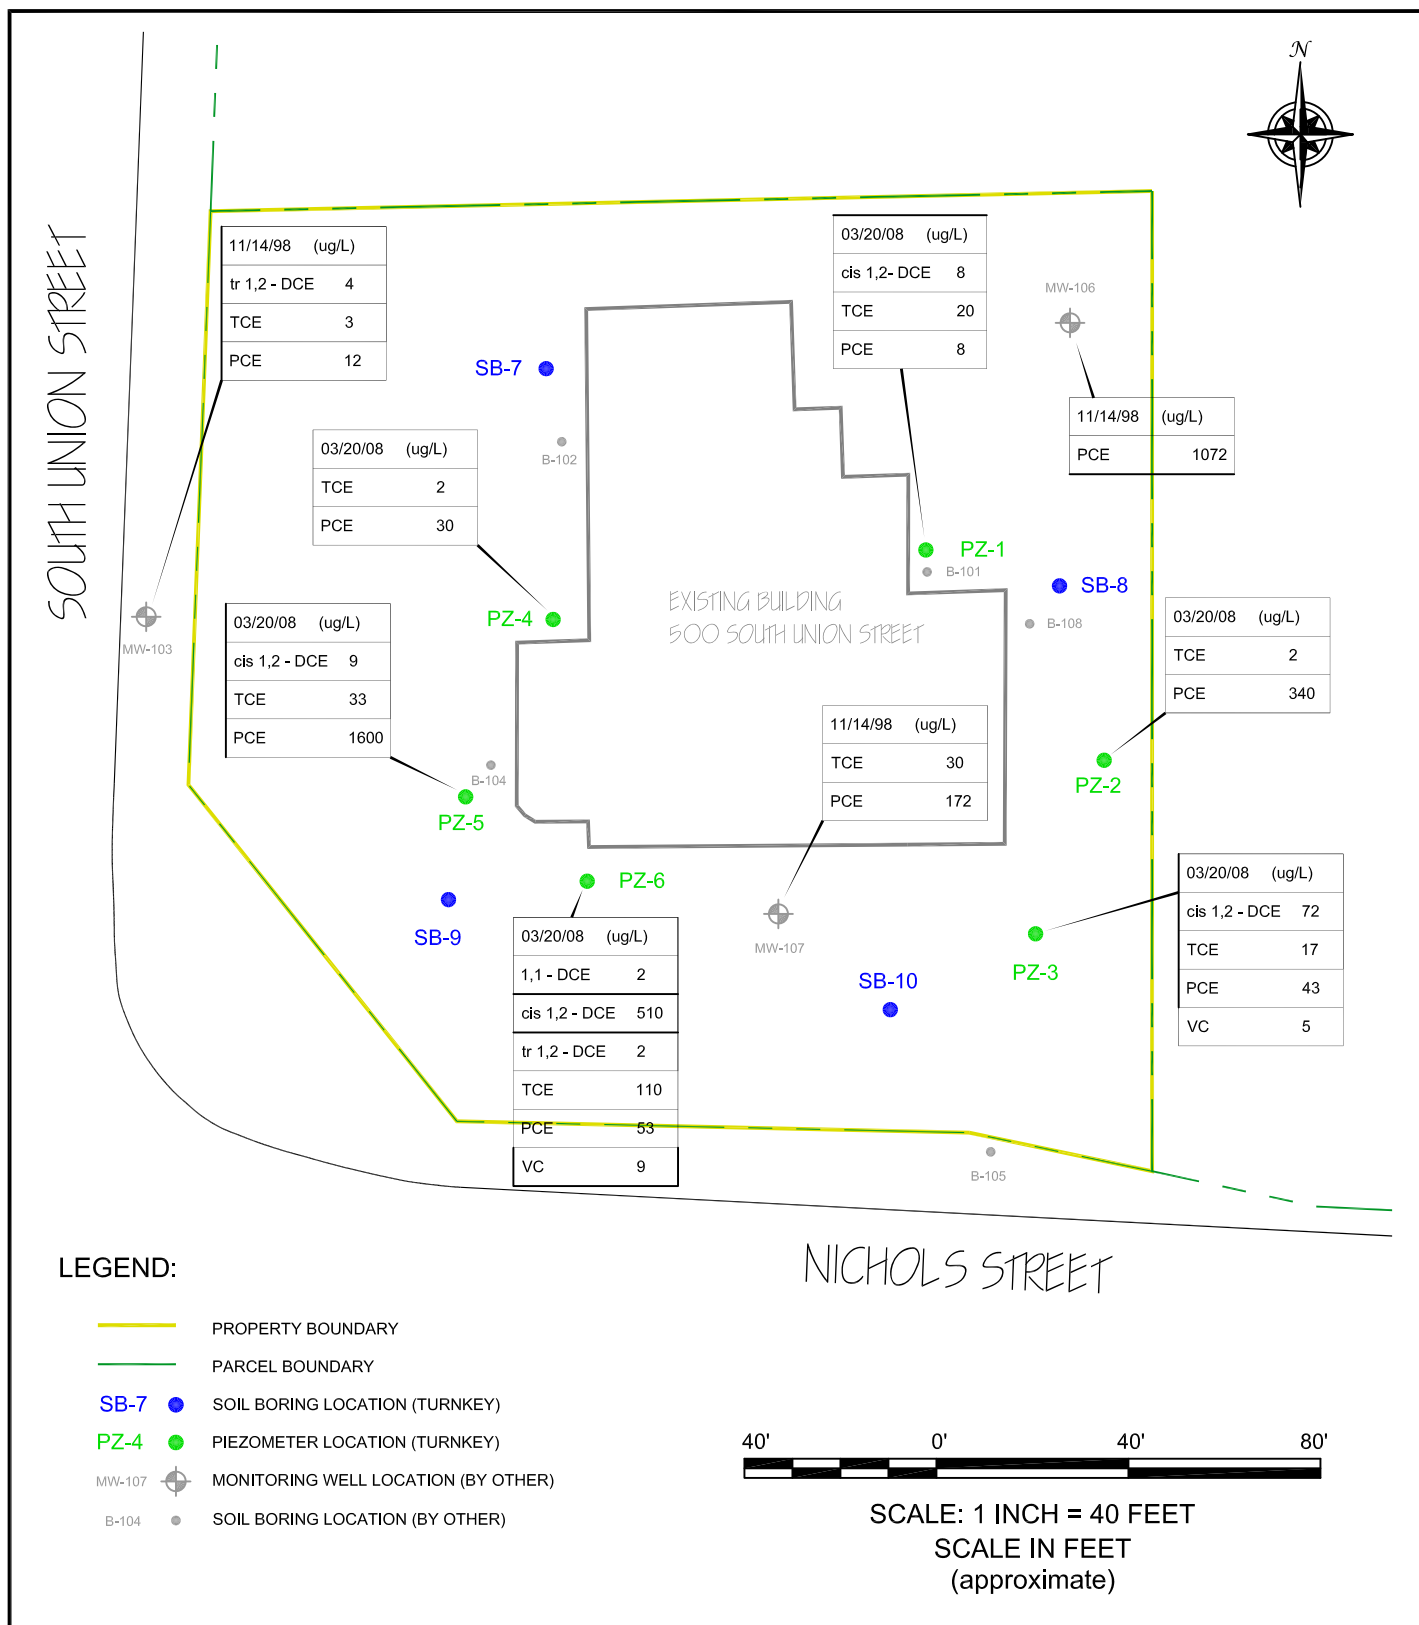 N
SOUTH UNION STREET
11/14/98 (ug/L)
tr 1,2 - DCE 4
TCE 3
PCE 12
03/20/08 (ug/L)
cis 1,2- DCE 8
TCE 20
PCE 8
MW-106
11/14/98 (ug/L)
PCE 1072
SB-7
B-102
03/20/08 (ug/L)
TCE 2
PCE 30
PZ-1
B-101
SB-8
B-108
EXISTING BUILDING
500 SOUTH UNION STREET
PZ-4
MW-103
03/20/08 (ug/L)
cis 1,2 - DCE 9
TCE 33
PCE 1600
03/20/08 (ug/L)
TCE 2
PCE 340
11/14/98 (ug/L)
TCE 30
PCE 172
B-104
PZ-5
PZ-2
PZ-6
SB-9
MW-107
03/20/08 (ug/L)
cis 1,2 - DCE 72
TCE 17
PCE 43
VC 5
PZ-3
SB-10
03/20/08 (ug/L)
1,1 - DCE 2
cis 1,2 - DCE 510
tr 1,2 - DCE 2
TCE 110
PCE 53
VC 9
B-105
NICHOLS STREET
LEGEND:
PROPERTY BOUNDARY
PARCEL BOUNDARY
SB-7 SOIL BORING LOCATION (TURNKEY)
PZ-4 PIEZOMETER LOCATION (TURNKEY)
MW-107 MONITORING WELL LOCATION (BY OTHER)
B-104 SOIL BORING LOCATION (BY OTHER)
40' 0' 40' 80'
SCALE: 1 INCH = 40 FEET
SCALE IN FEET
(approximate)